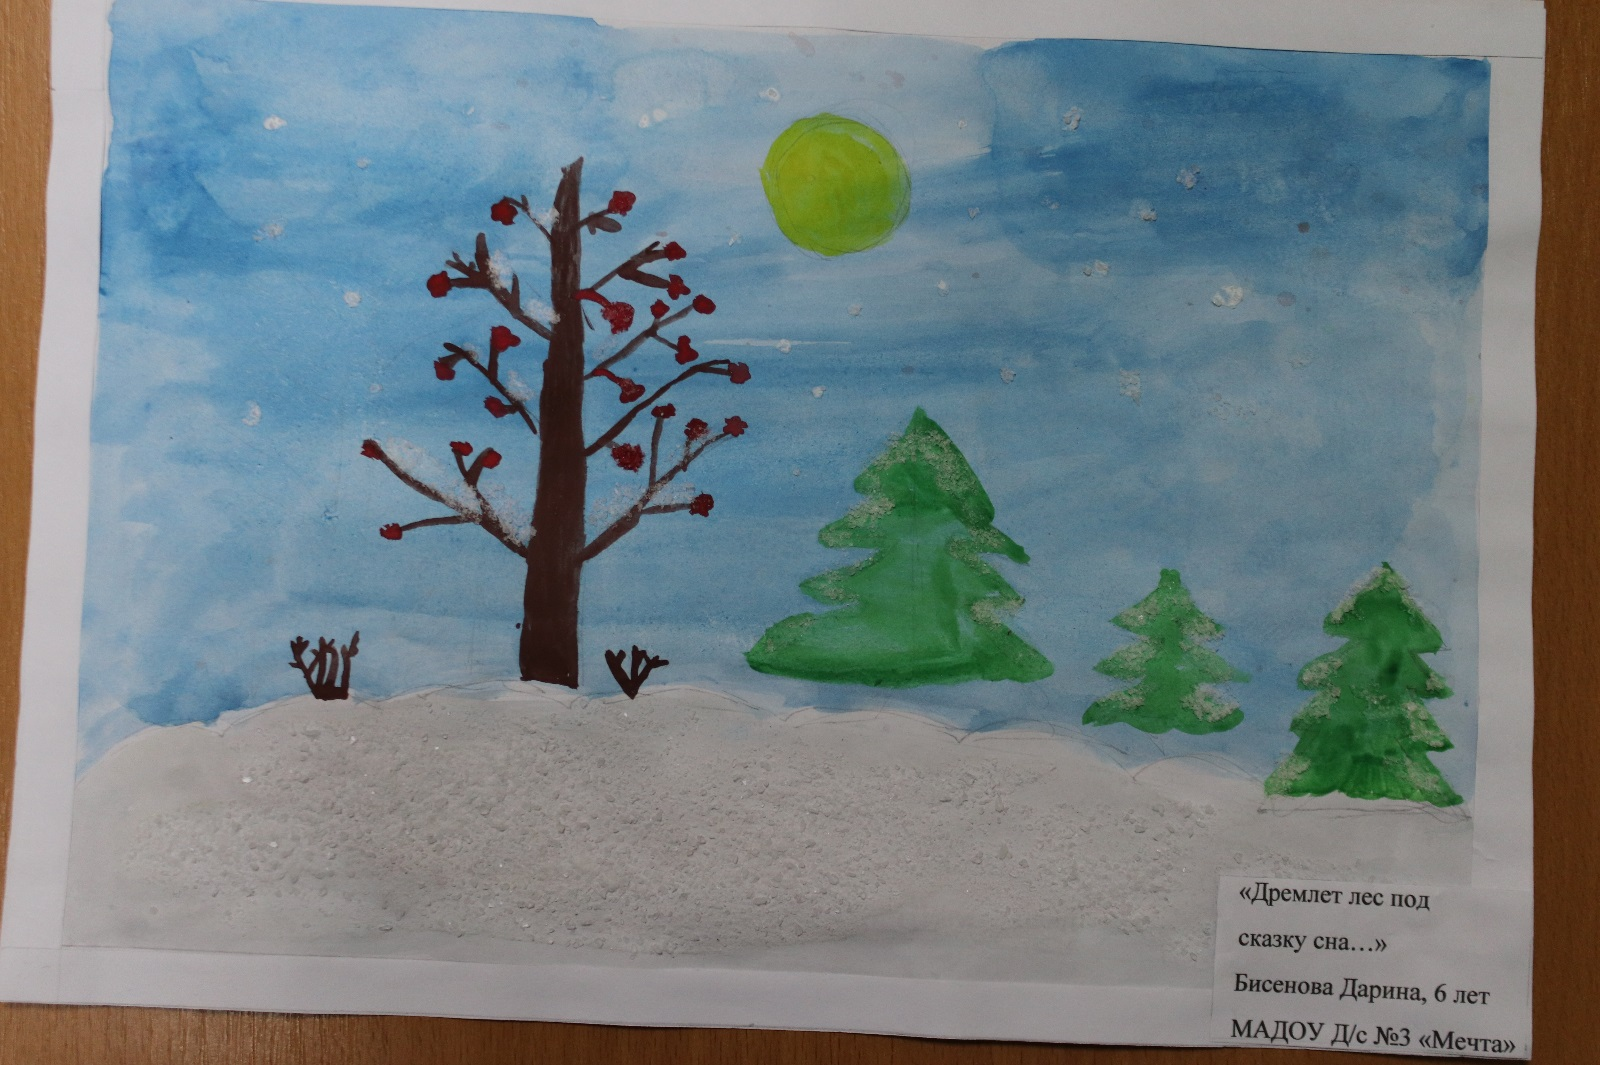 «Дремлет лес под
сказку сна…»
Бисенова Дарина, 6 лет
МАДОУ Д/с №3 «Мечта»